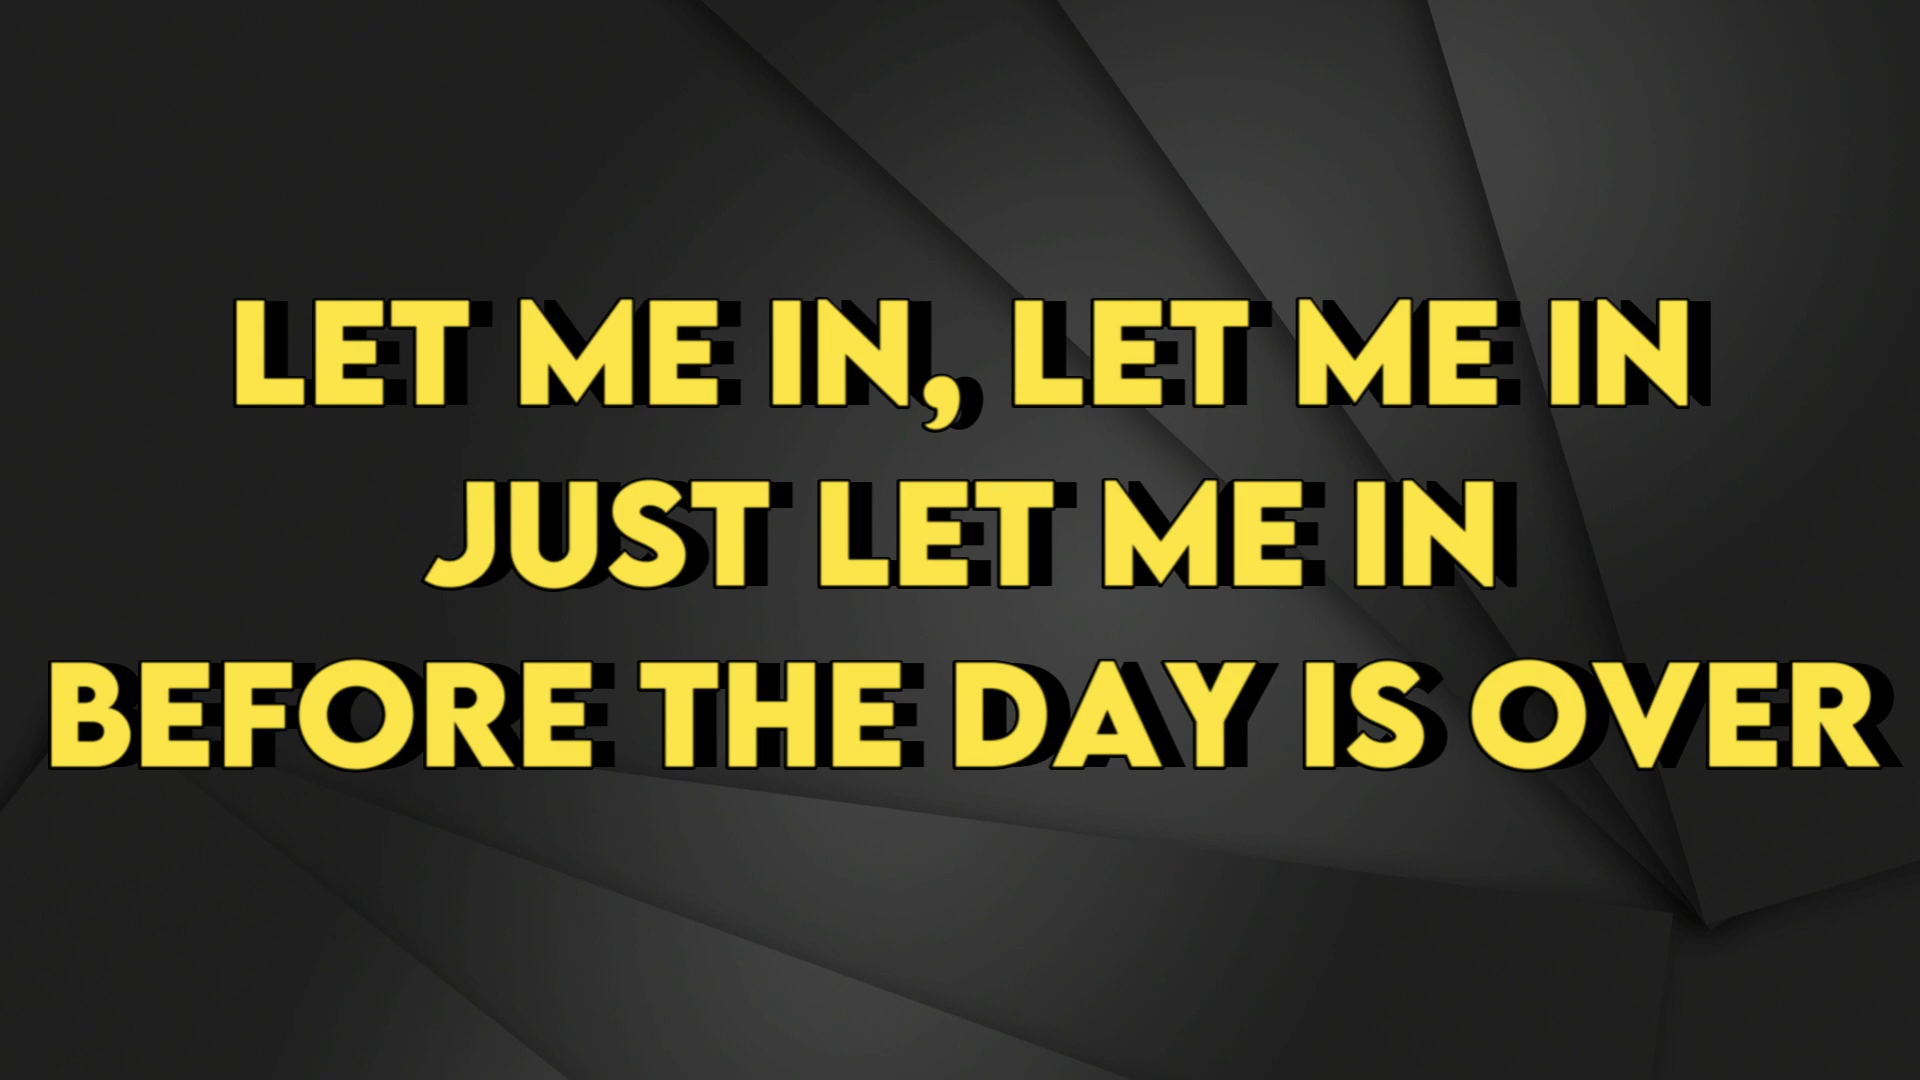 LET ME IN, LET ME IN
JUST LET ME IN
BEFORE THE DAY IS OVER